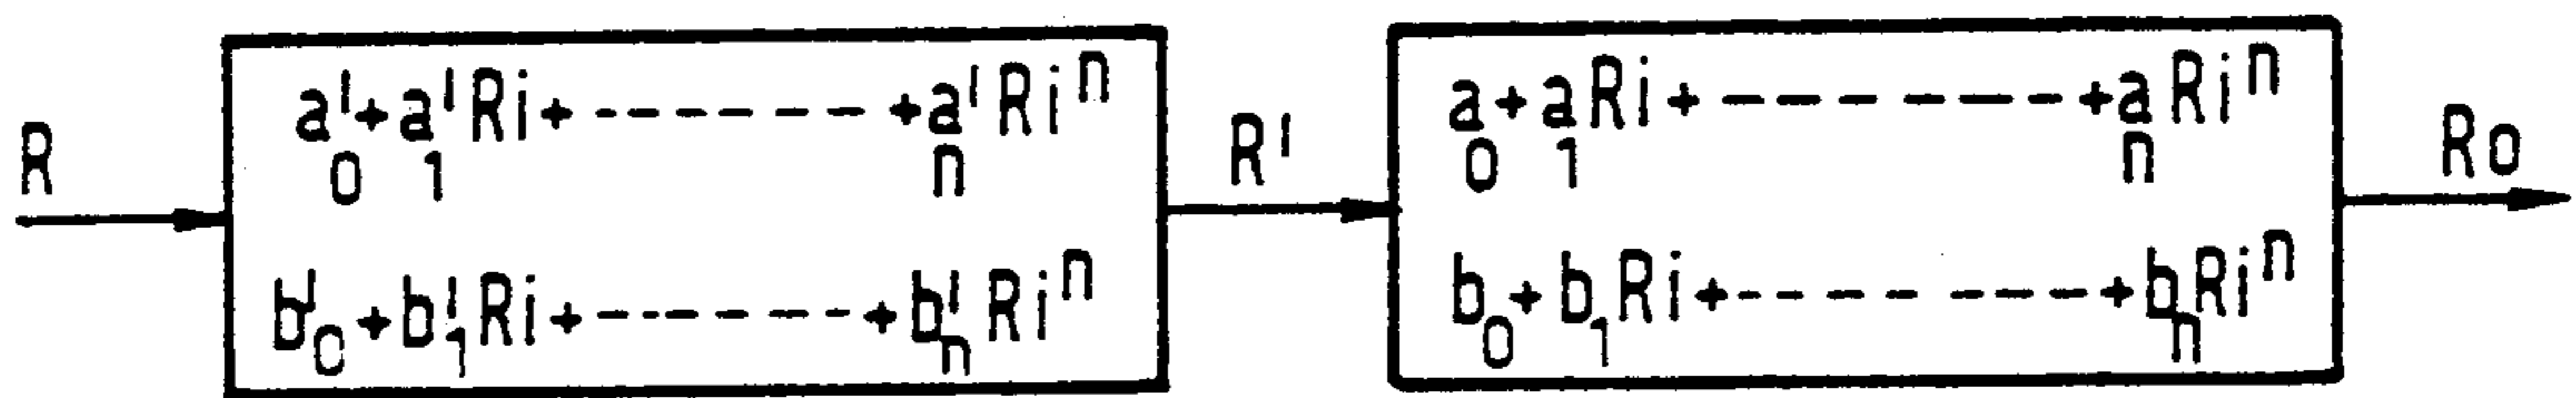 R
a'₀+a'₁Ri+-------+a'ₙRiⁿ
b'₀+b'₁Ri+-------+b'ₙRiⁿ
R'
a₀+a₁Ri+-------+aₙRiⁿ
b₀+b₁Ri+-------+bₙRiⁿ
Ro